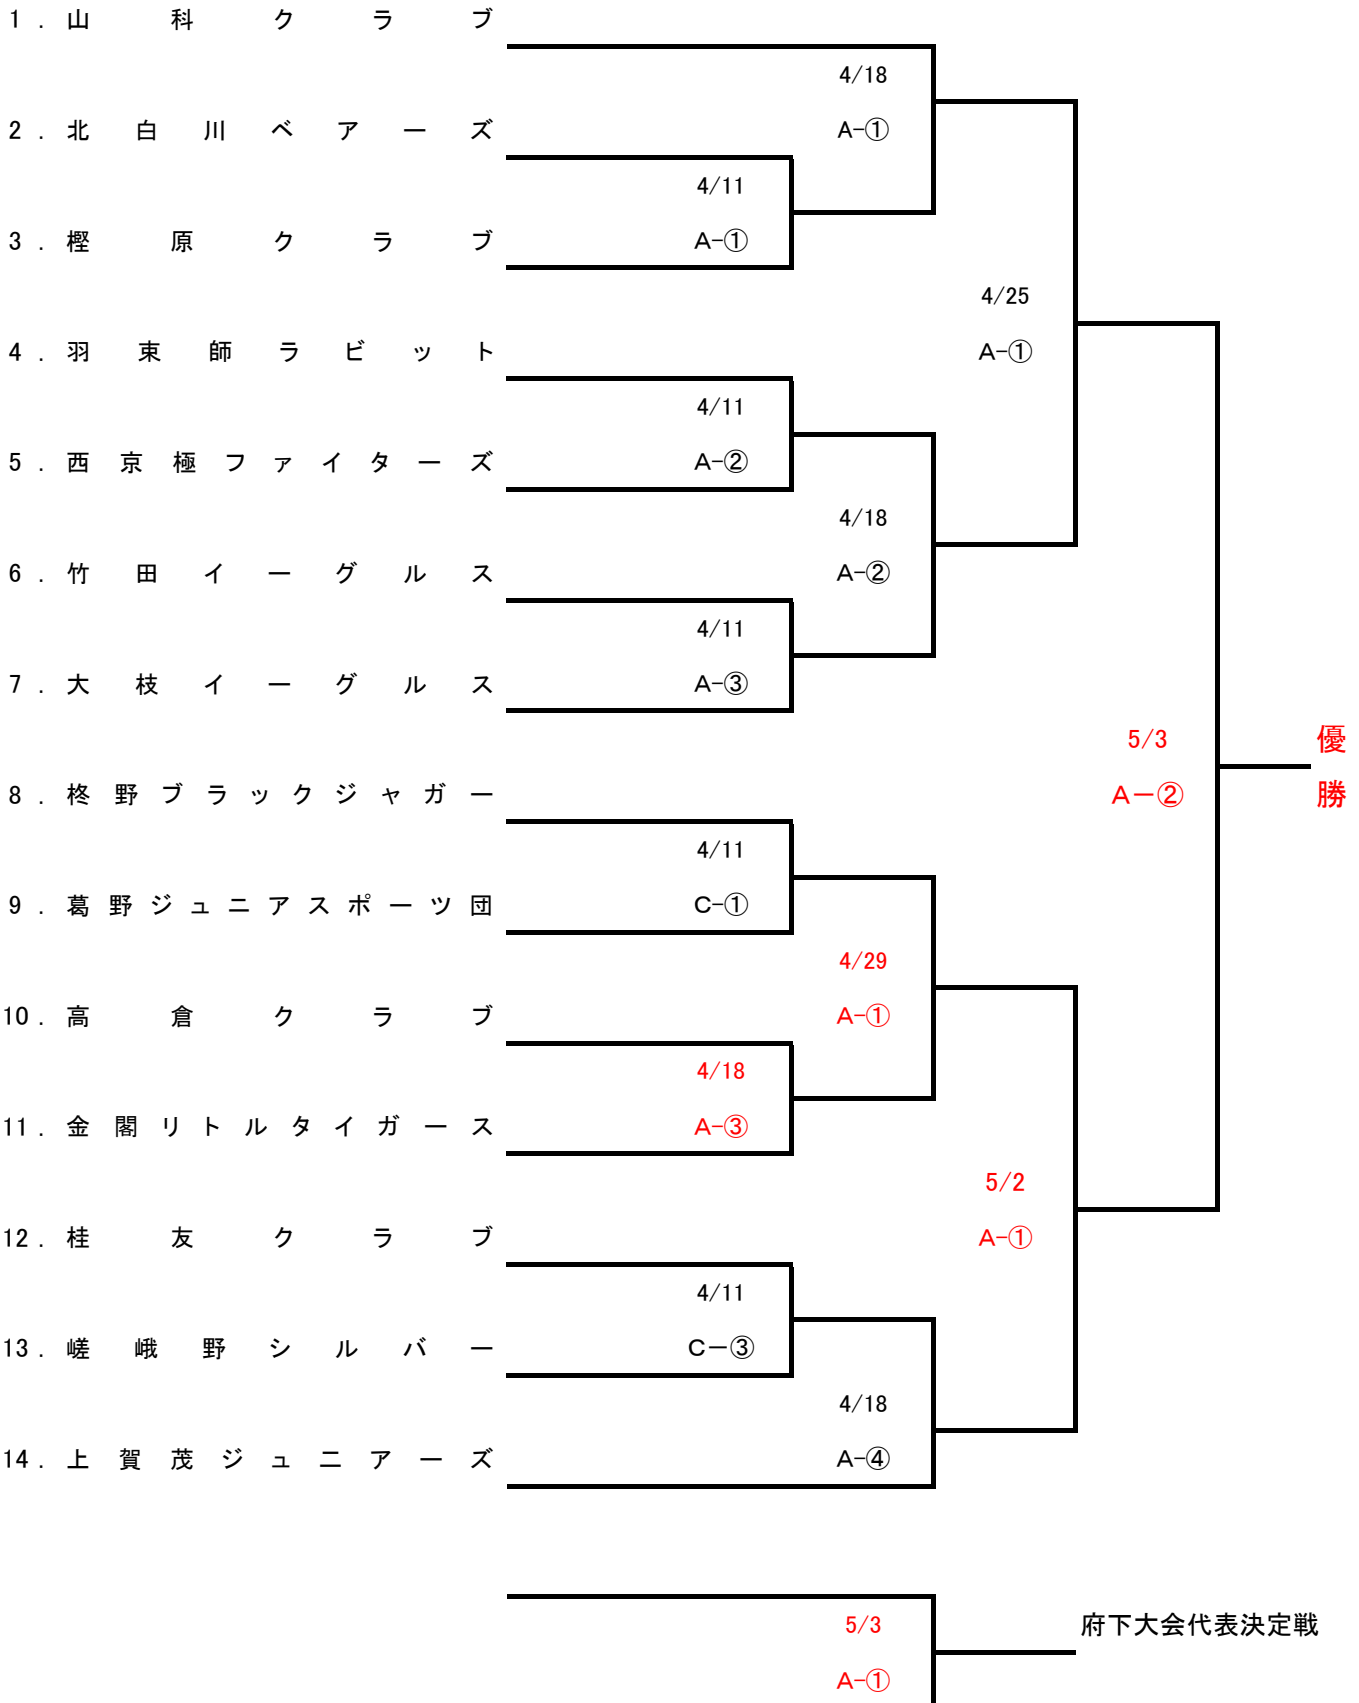 1. 山科クラブ
4/18
2. 北白川ベアーズ
A-①
4/11
3. 樫原クラブ
A-①
4/25
4. 羽束師ラビット
A-①
4/11
5. 西京極ファイターズ
A-②
4/18
6. 竹田イーグルス
A-②
4/11
7. 大枝イーグルス
A-③
5/3
優
8. 柊野ブラックジャガー
A－②
勝
4/11
9. 葛野ジュニアスポーツ団
C-①
4/29
10. 高倉クラブ
A-①
4/18
11. 金閣リトルタイガース
A-③
5/2
12. 桂友クラブ
A-①
4/11
13. 嵯峨野シルバー
C－③
4/18
14. 上賀茂ジュニアーズ
A-④
5/3
府下大会代表決定戦
A-①